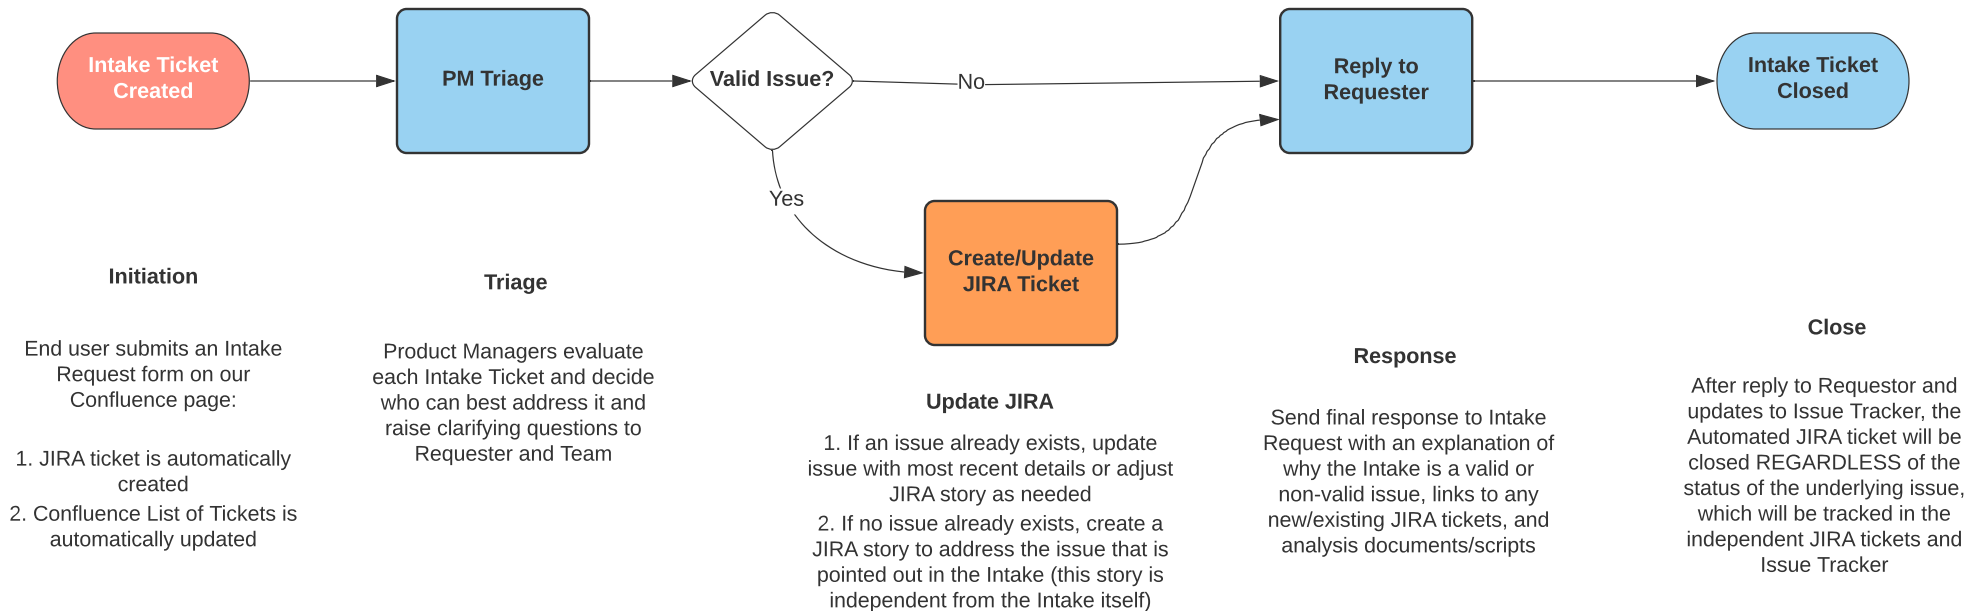 Intake Ticket
Created
PM Triage
Valid Issue?
No
Yes
Reply to
Requester
Intake Ticket
Closed
Create/Update
JIRA Ticket
Initiation
End user submits an Intake
Request form on our
Confluence page:
1. JIRA ticket is automatically
created
2. Confluence List of Tickets is
automatically updated
Triage
Product Managers evaluate
each Intake Ticket and decide
who can best address it and
raise clarifying questions to
Requester and Team
Update JIRA
1. If an issue already exists, update
issue with most recent details or adjust
JIRA story as needed
2. If no issue already exists, create a
JIRA story to address the issue that is
pointed out in the Intake (this story is
independent from the Intake itself)
Response
Send final response to Intake
Request with an explanation of
why the Intake is a valid or
non-valid issue, links to any
new/existing JIRA tickets, and
analysis documents/scripts
Close
After reply to Requestor and
updates to Issue Tracker, the
Automated JIRA ticket will be
closed REGARDLESS of the
status of the underlying issue,
which will be tracked in the
independent JIRA tickets and
Issue Tracker